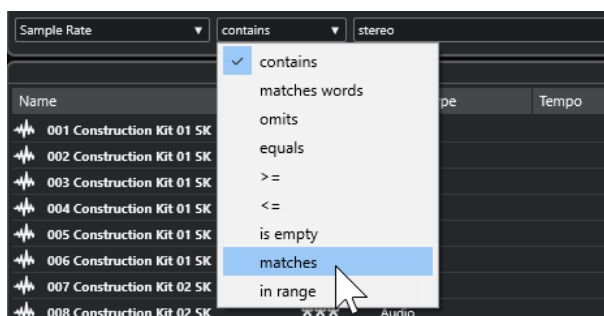 Sample Rate contains stereo
contains
matches words
omits
equals
>=
<=
is empty
matches
in range
Name pe Tempo
001 Construction Kit 01 SK
002 Construction Kit 01 SK
003 Construction Kit 01 SK
004 Construction Kit 01 SK
005 Construction Kit 01 SK
006 Construction Kit 01 SK
007 Construction Kit 02 SK
008 Construction Kit 02 SK Audio